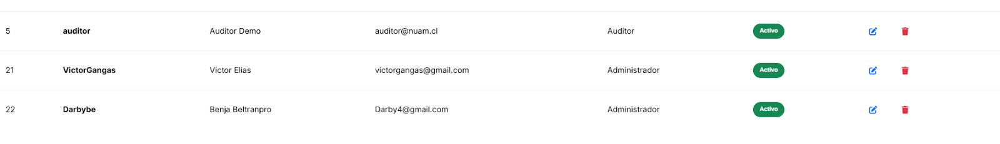 5 auditor Auditor Demo auditor@nuam.cl Auditor Activo
21 VictorGangas Victor Elias victorgangas@gmail.com Administrador Activo
22 Darbybe Benja Beltranpro Darby4@gmail.com Administrador Activo